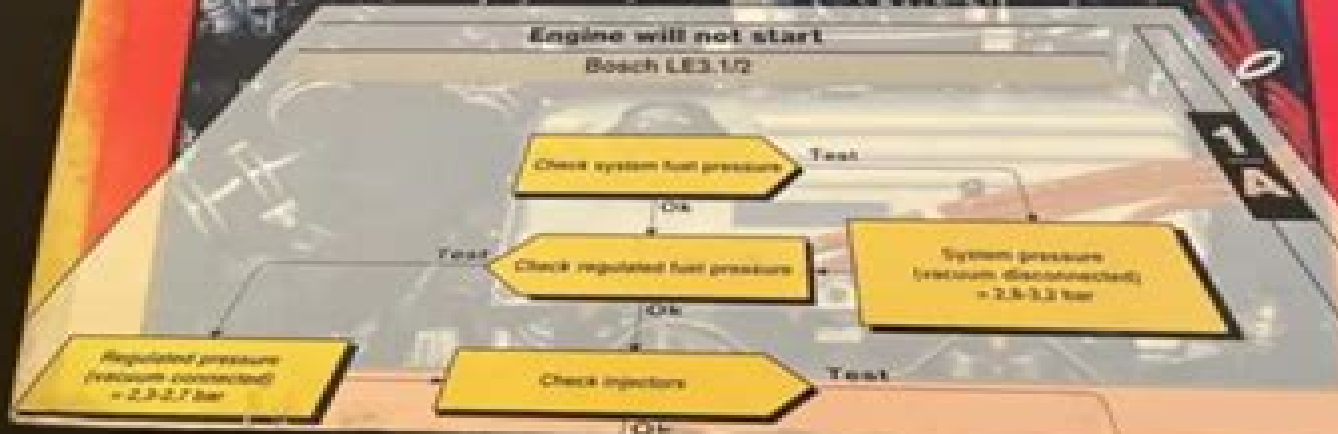 Engine will not start
Bosch LE3.1/2
1
A
Check system fuel pressure
Test
Ok
Test
Check regulated fuel pressure
System pressure
(vacuum disconnected)
= 2,8-3,2 bar
Ok
Regulated pressure
(vacuum connected)
= 2,3-2,7 bar
Check injectors
Test
Ok